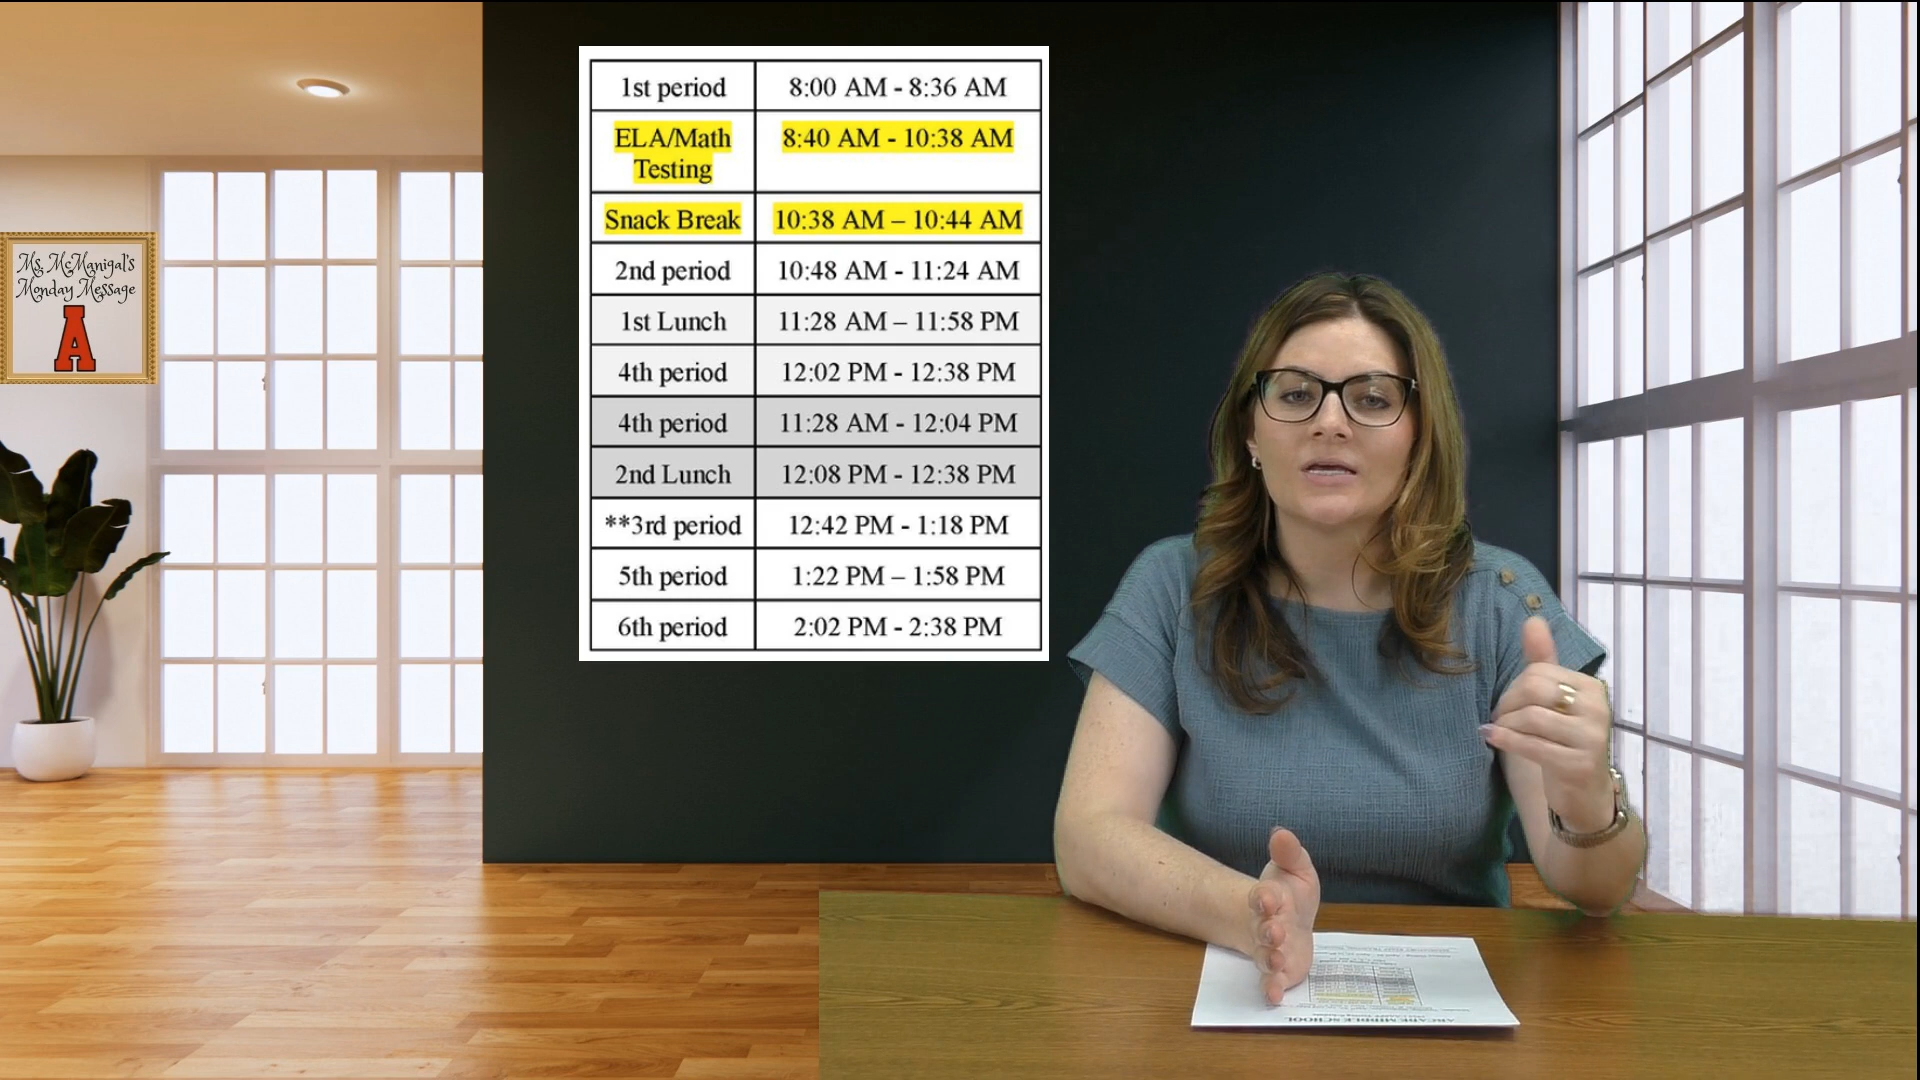 Ms. McManigal's
Monday Message
A
1st period 8:00 AM - 8:36 AM
ELA/Math 8:40 AM - 10:38 AM
Testing
Snack Break 10:38 AM – 10:44 AM
2nd period 10:48 AM - 11:24 AM
1st Lunch 11:28 AM – 11:58 PM
4th period 12:02 PM - 12:38 PM
4th period 11:28 AM - 12:04 PM
2nd Lunch 12:08 PM - 12:38 PM
**3rd period 12:42 PM - 1:18 PM
5th period 1:22 PM – 1:58 PM
6th period 2:02 PM - 2:38 PM
MIDDLE SCHOOL